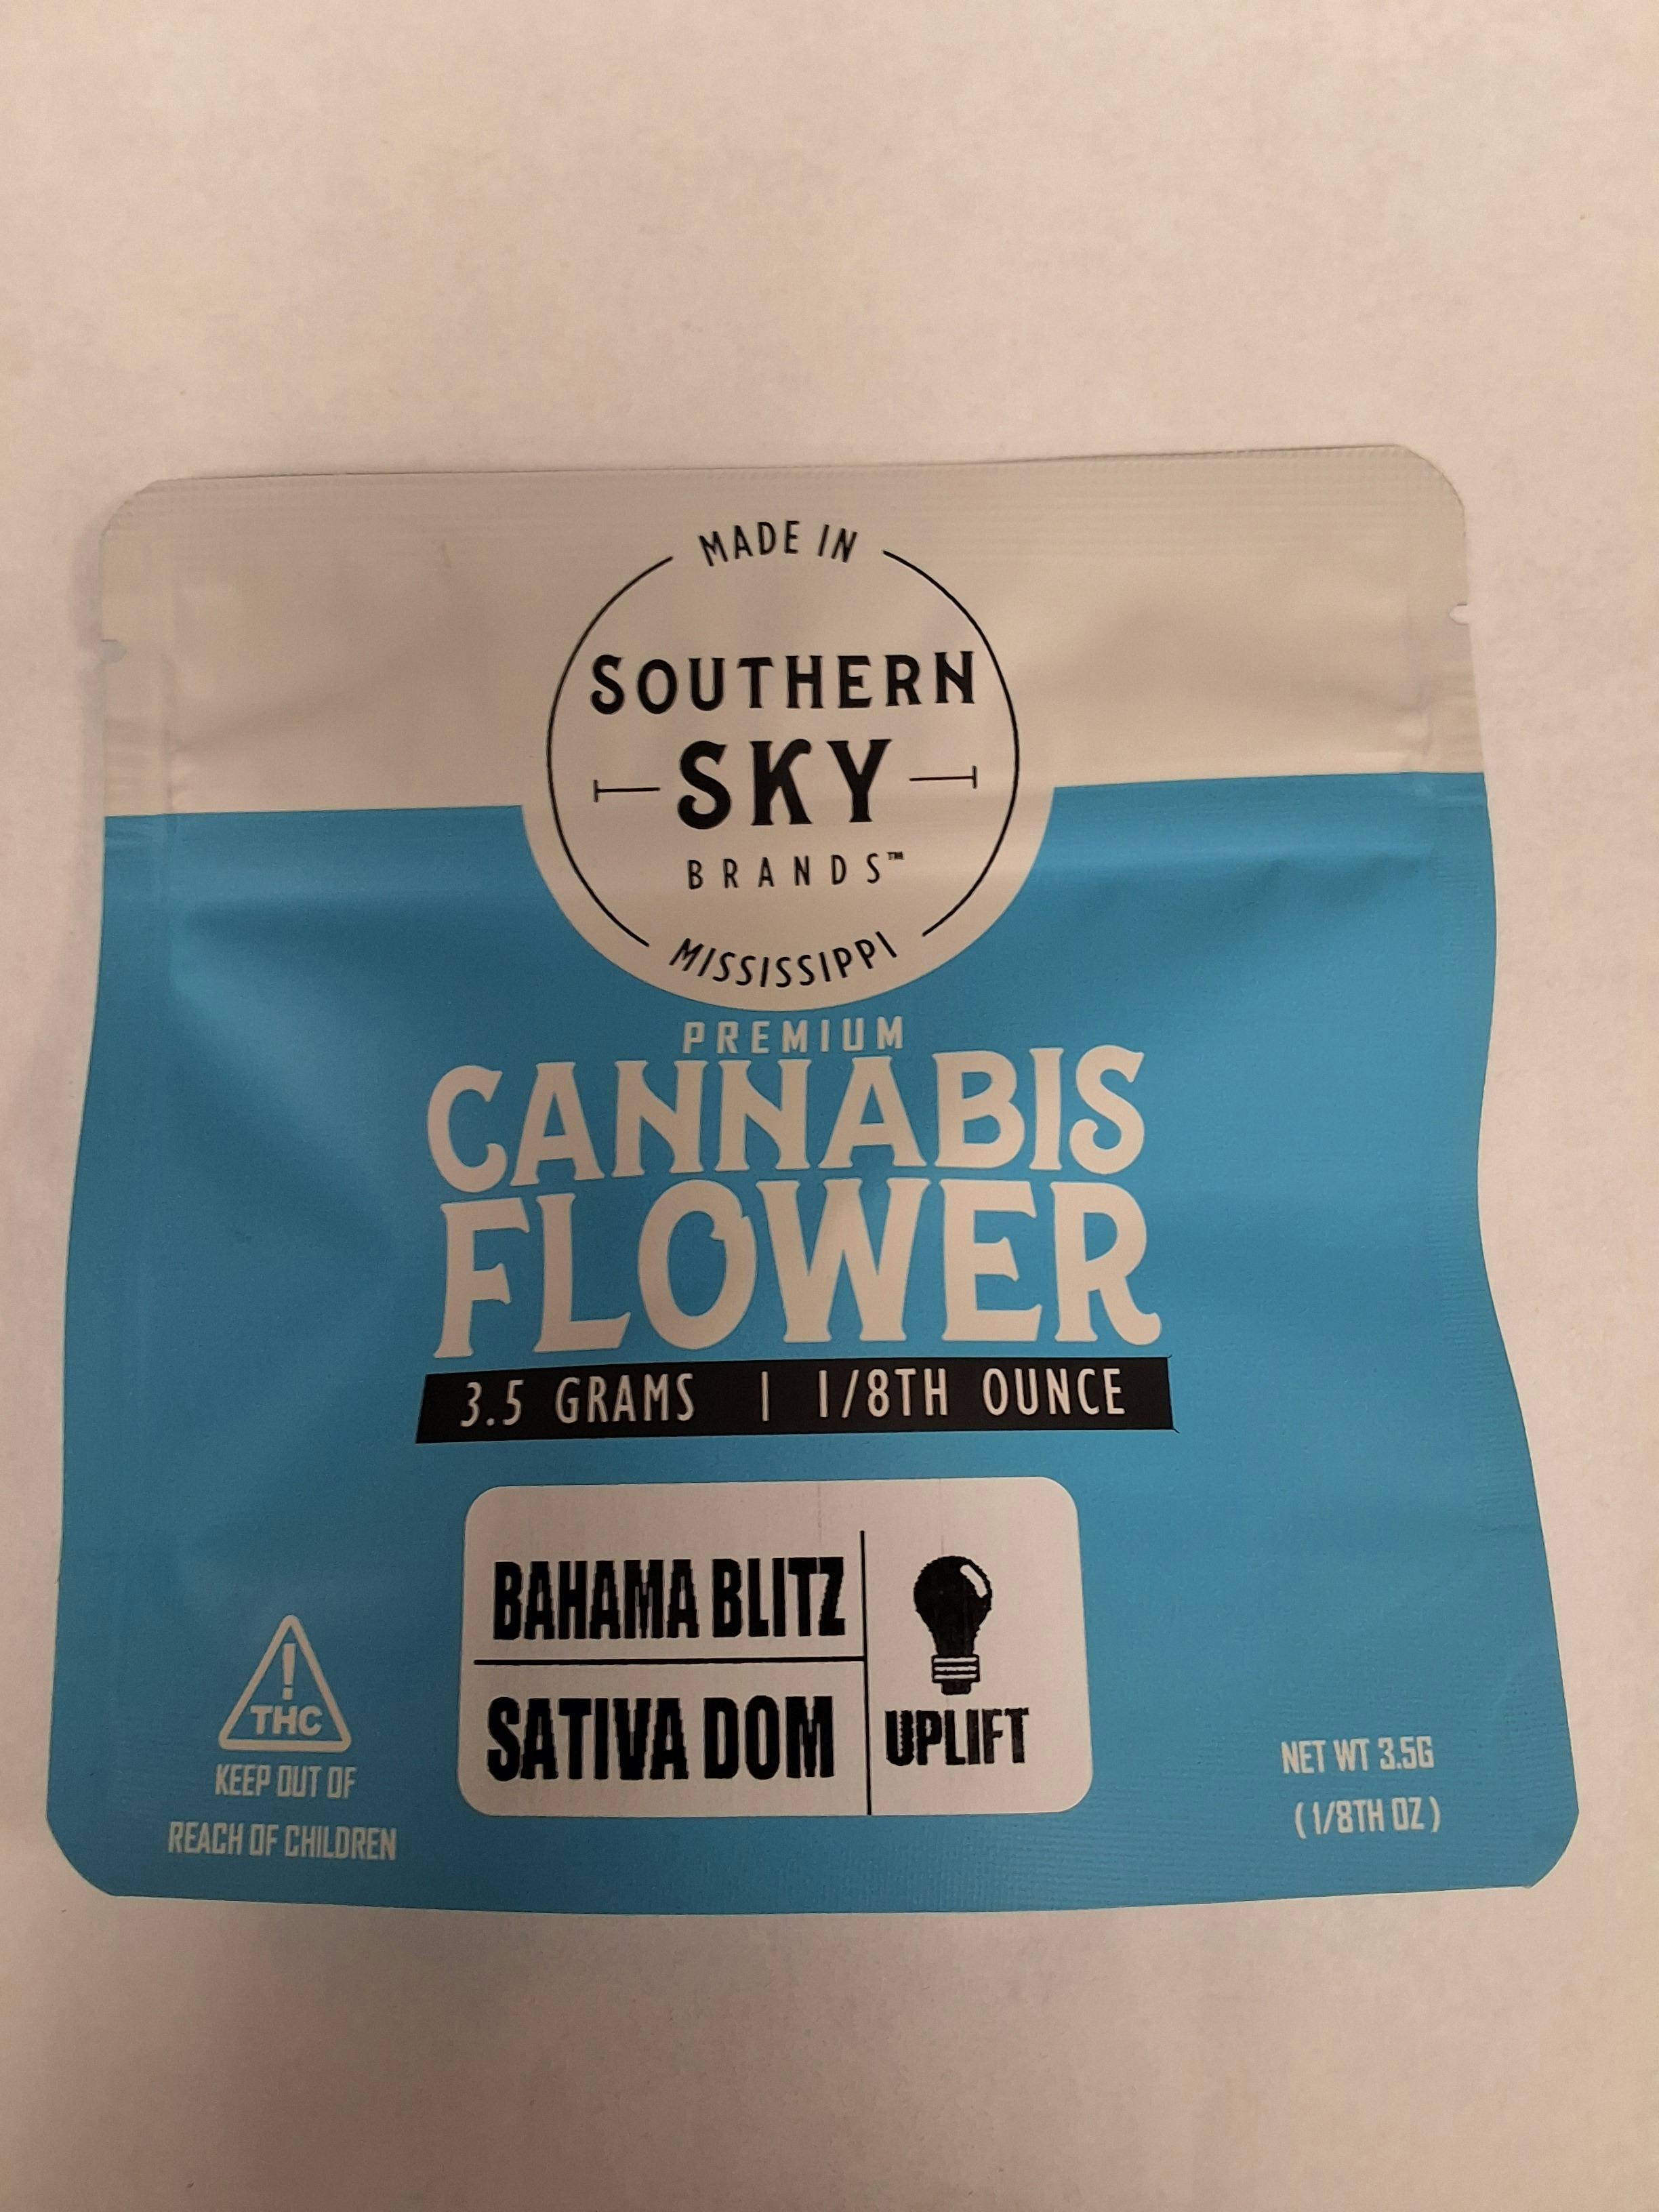 MADE IN
SOUTHERN
SKY
BRANDS™
MISSISSIPPI
PREMIUM
CANNABIS
FLOWER
3.5 GRAMS | 1/8TH OUNCE
BAHAMA BLITZ
SATIVA DOM
UPLIFT
!
THC
KEEP OUT OF
REACH OF CHILDREN
NET WT 3.5G
(1/8TH OZ)